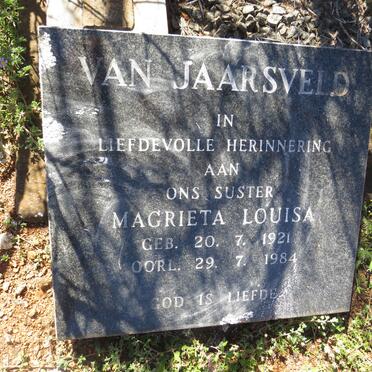 VAN JAARSVELD
IN
LIEFDEVOLLE HERINNERING
AAN
ONS SUSTER
MAGRIETA LOUISA
GEB. 20. 7. 1921
OORL. 29. 7. 1984
GOD IS LIEFDE